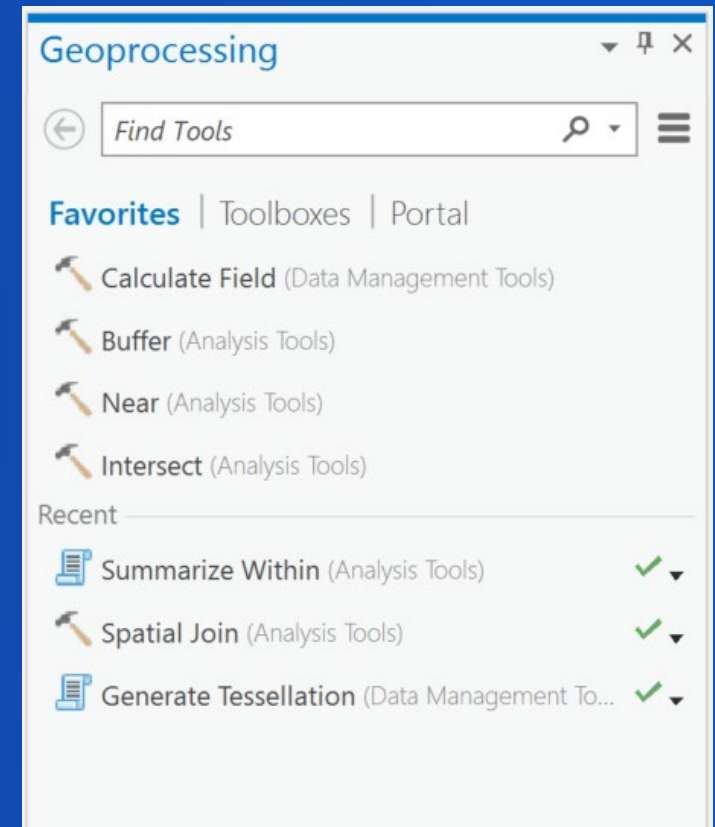 Geoprocessing
Find Tools
Favorites | Toolboxes | Portal
Calculate Field (Data Management Tools)
Buffer (Analysis Tools)
Near (Analysis Tools)
Intersect (Analysis Tools)
Recent
Summarize Within (Analysis Tools)
Spatial Join (Analysis Tools)
Generate Tessellation (Data Management To...